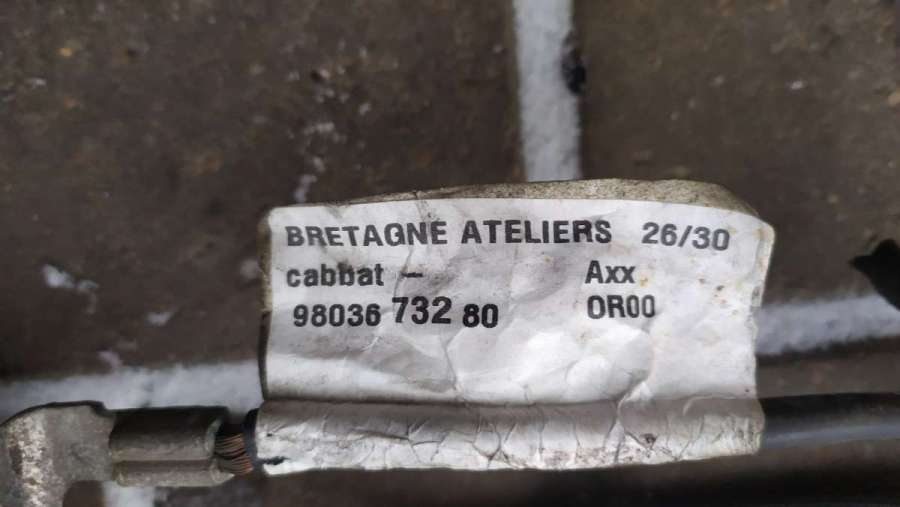 BRETAGNE ATELIERS 26/30
cabbat - Axx
98036 732 80 OR00